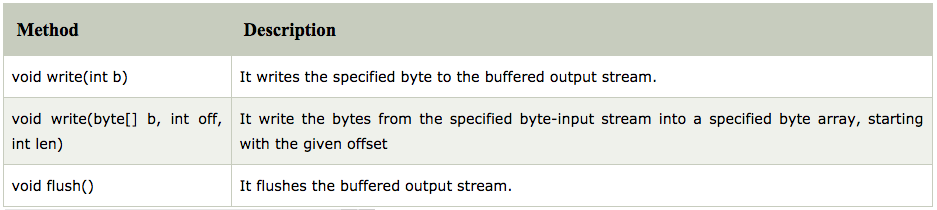 Method Description
void write(int b) It writes the specified byte to the buffered output stream.
void write(byte[] b, int off, It write the bytes from the specified byte-input stream into a specified byte array, starting
int len) with the given offset
void flush() It flushes the buffered output stream.